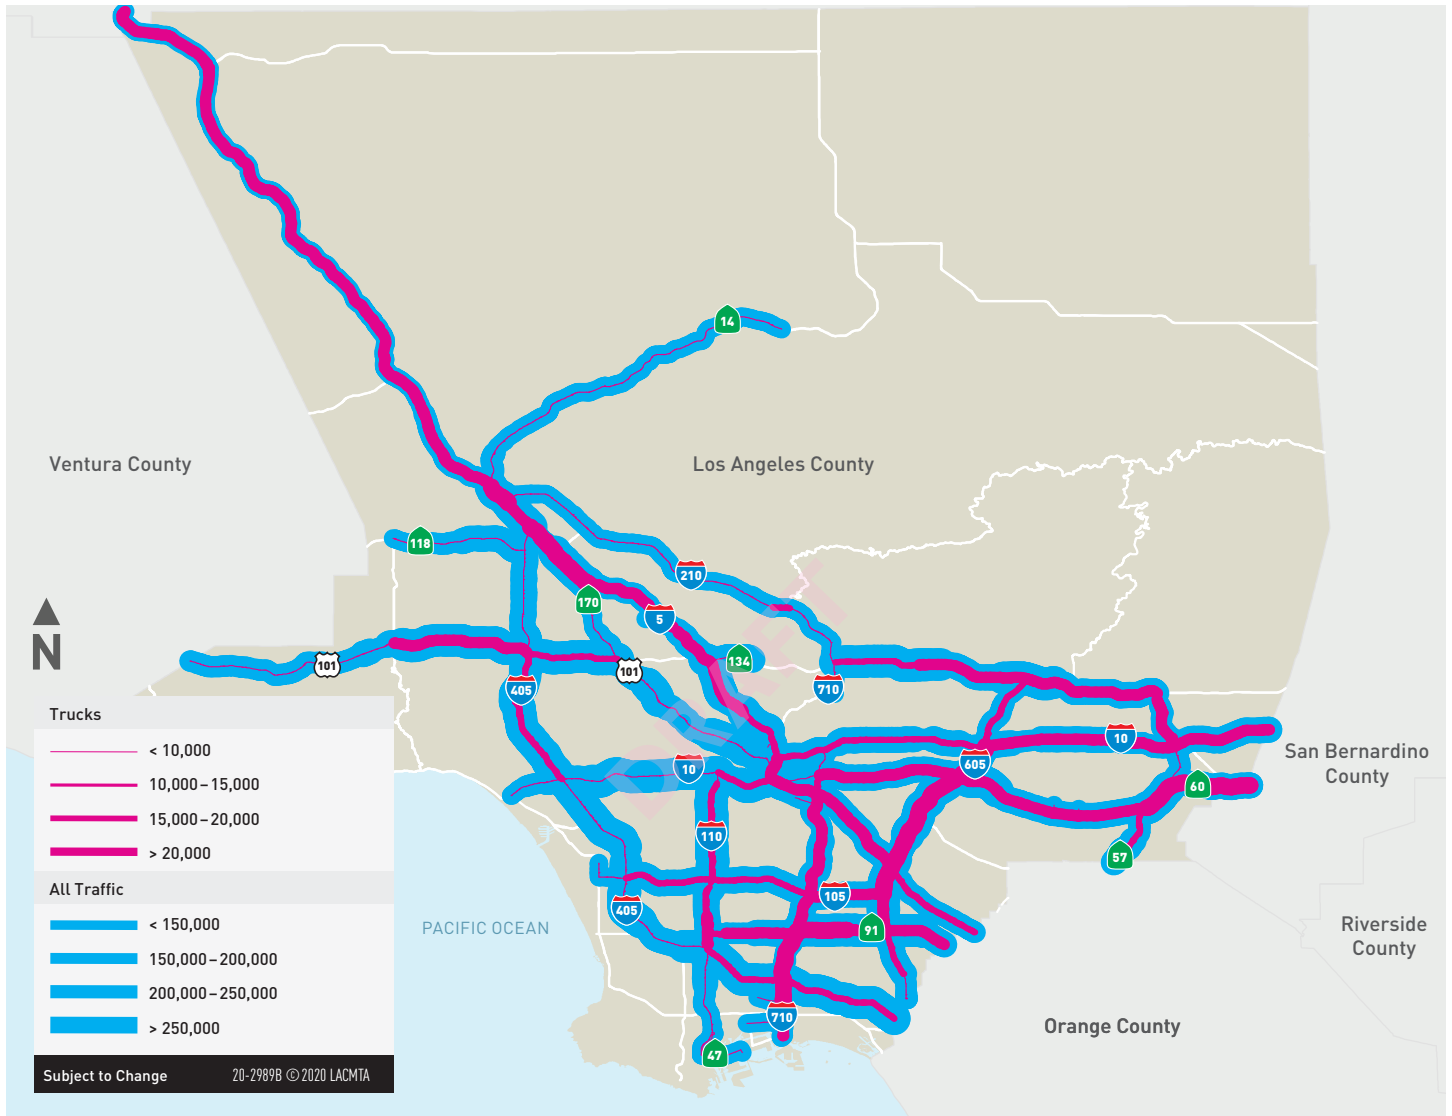 14
Ventura County
Los Angeles County
118
210
170
5
101
101
134
405
710
10
San Bernardino
County
605
10
60
110
57
105
405
91
PACIFIC OCEAN
Riverside
County
710
Orange County
47
N
Trucks
< 10,000
10,000–15,000
15,000–20,000
> 20,000
All Traffic
< 150,000
150,000–200,000
200,000–250,000
> 250,000
Subject to Change 20-2989B ©2020 LACMTA
DRAFT